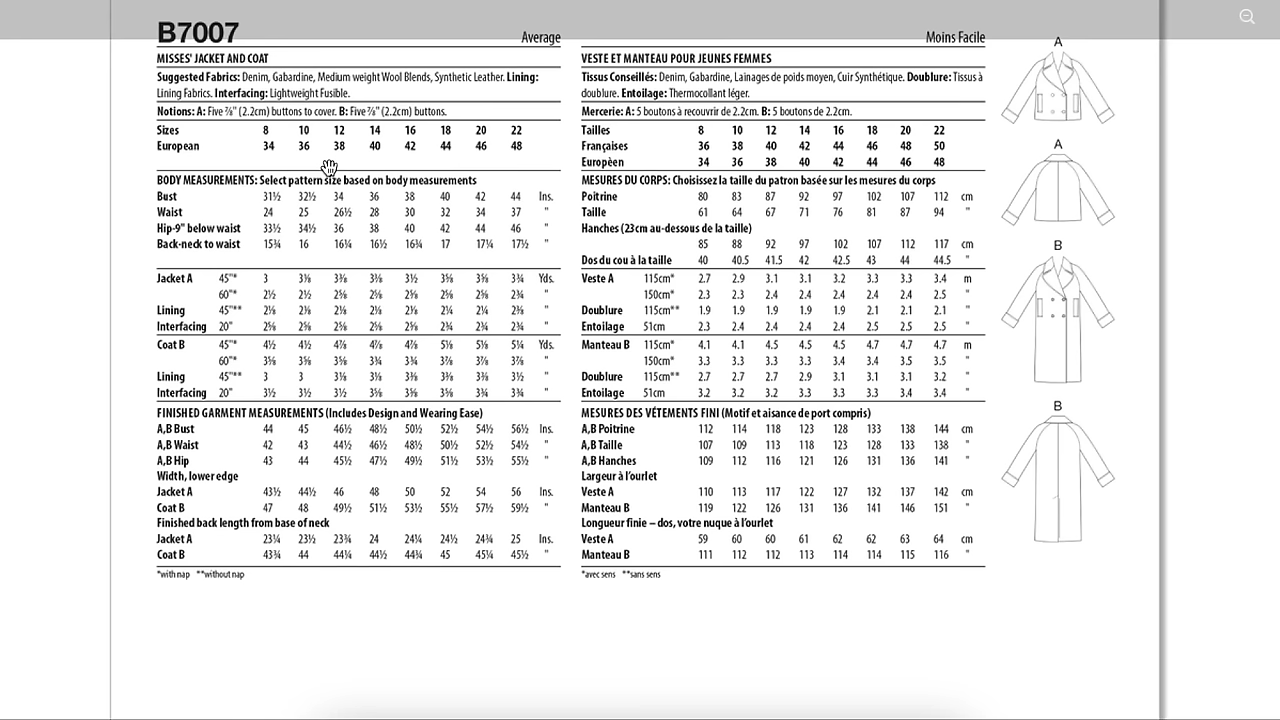 B7007 Average
MISSES' JACKET AND COAT
Suggested Fabrics: Denim, Gabardine, Medium weight Wool Blends, Synthetic Leather. Lining:
Lining Fabrics. Interfacing: Lightweight Fusible.
Notions: A: Five ⅞" (2.2cm) buttons to cover. B: Five ⅞" (2.2cm) buttons.
Sizes 8 10 12 14 16 18 20 22
European 34 36 38 40 42 44 46 48
BODY MEASUREMENTS: Select pattern size based on body measurements
Bust 31½ 32½ 34 36 38 40 42 44 Ins.
Waist 24 25 26½ 28 30 32 34 37 "
Hip-9" below waist 33½ 34½ 36 38 40 42 44 46 "
Back-neck to waist 15¾ 16 16¼ 16½ 16¾ 17 17¼ 17½ "
Jacket A 45"* 3 3⅛ 3⅜ 3⅜ 3½ 3⅝ 3⅝ 3¾ Yds.
60"* 2½ 2½ 2⅝ 2⅝ 2⅝ 2⅝ 2⅝ 2¾ "
Lining 45"** 2⅛ 2⅛ 2⅛ 2⅛ 2⅛ 2¼ 2¼ 2⅜ "
Interfacing 20" 2⅝ 2⅝ 2⅝ 2⅝ 2⅝ 2¾ 2¾ 2¾ "
Coat B 45"* 4½ 4½ 4⅞ 4⅞ 4⅞ 5⅛ 5⅛ 5¼ Yds.
60"* 3⅝ 3⅝ 3⅝ 3¾ 3¾ 3⅞ 3⅞ 3⅞ "
Lining 45"** 3 3 3⅛ 3⅛ 3⅜ 3⅜ 3⅜ 3½ "
Interfacing 20" 3½ 3½ 3½ 3⅝ 3⅝ 3⅝ 3¾ 3¾ "
FINISHED GARMENT MEASUREMENTS (Includes Design and Wearing Ease)
A,B Bust 44 45 46½ 48½ 50½ 52½ 54½ 56½ Ins.
A,B Waist 42 43 44½ 46½ 48½ 50½ 52½ 54½ "
A,B Hip 43 44 45½ 47½ 49½ 51½ 53½ 55½ "
Width, lower edge
Jacket A 43½ 44½ 46 48 50 52 54 56 Ins.
Coat B 47 48 49½ 51½ 53½ 55½ 57½ 59½ "
Finished back length from base of neck
Jacket A 23¼ 23½ 23¾ 24 24¼ 24½ 24¾ 25 Ins.
Coat B 43¾ 44 44¼ 44½ 44¾ 45 45¼ 45½ "
*with nap **without nap
Moins Facile
VESTE ET MANTEAU POUR JEUNES FEMMES
Tissus Conseillés: Denim, Gabardine, Lainages de poids moyen, Cuir Synthétique. Doublure: Tissus à
doublure. Entoilage: Thermocollant léger.
Mercerie: A: 5 boutons à recouvrir de 2.2cm. B: 5 boutons de 2.2cm.
Tailles 8 10 12 14 16 18 20 22
Françaises 36 38 40 42 44 46 48 50
Europèen 34 36 38 40 42 44 46 48
MESURES DU CORPS: Choisissez la taille du patron basée sur les mesures du corps
Poitrine 80 83 87 92 97 102 107 112 cm
Taille 61 64 67 71 76 81 87 94 "
Hanches (23cm au-dessous de la taille)
85 88 92 97 102 107 112 117 cm
Dos du cou à la taille 40 40.5 41.5 42 42.5 43 44 44.5 "
Veste A 115cm* 2.7 2.9 3.1 3.1 3.2 3.3 3.3 3.4 m
150cm* 2.3 2.3 2.4 2.4 2.4 2.4 2.4 2.5 "
Doublure 115cm** 1.9 1.9 1.9 1.9 1.9 2.1 2.1 2.1 "
Entoilage 51cm 2.3 2.4 2.4 2.4 2.4 2.5 2.5 2.5 "
Manteau B 115cm* 4.1 4.1 4.5 4.5 4.5 4.7 4.7 4.7 m
150cm* 3.3 3.3 3.3 3.3 3.4 3.4 3.5 3.5 "
Doublure 115cm** 2.7 2.7 2.7 2.9 3.1 3.1 3.1 3.2 "
Entoilage 51cm 3.2 3.2 3.2 3.3 3.3 3.3 3.4 3.4 "
MESURES DES VÉTEMENTS FINI (Motif et aisance de port compris)
A,B Poitrine 112 114 118 123 128 133 138 144 cm
A,B Taille 107 109 113 118 123 128 133 138 "
A,B Hanches 109 112 116 121 126 131 136 141 "
Largeur à l'ourlet
Veste A 110 113 117 122 127 132 137 142 cm
Manteau B 119 122 126 131 136 141 146 151 "
Longueur finie – dos, votre nuque à l'ourlet
Veste A 59 60 60 61 62 62 63 64 cm
Manteau B 111 112 112 113 114 114 115 116 "
*avec sens **sans sens
A
A
B
B